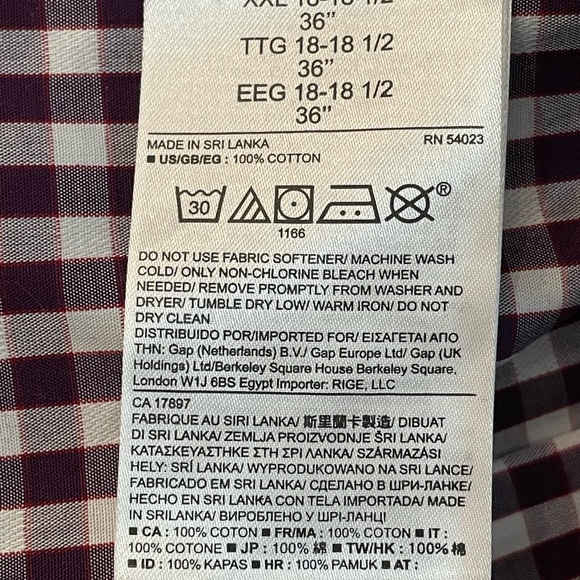 XXL 18-18 1/2
36”
TTG 18-18 1/2
36”
EEG 18-18 1/2
36”
MADE IN SRI LANKA RN 54023
■ US/GB/EG : 100% COTTON
30
®
1166
DO NOT USE FABRIC SOFTENER/ MACHINE WASH
COLD/ ONLY NON-CHLORINE BLEACH WHEN
NEEDED/ REMOVE PROMPTLY FROM WASHER AND
DRYER/ TUMBLE DRY LOW/ WARM IRON/ DO NOT
DRY CLEAN
DISTRIBUIDO POR/IMPORTED FOR/ ΕΙΣΑΓΕΤΑΙ ΑΠΟ
ΤΗΝ: Gap (Netherlands) B.V./ Gap Europe Ltd/ Gap (UK
Holdings) Ltd/Berkeley Square House Berkeley Square.
London W1J 6BS Egypt Importer: RIGE, LLC
CA 17897
FABRIQUE AU SIRI LANKA/ 斯里蘭卡製造/ DIBUAT
DI SRI LANKA/ ZEMLJA PROIZVODNJE ŠRI LANKA/
ΚΑΤΑΣΚΕΥΑΣΤΗΚΕ ΣΤΗ ΣΡΙ ΛΑΝΚΑ/ SZÁRMAZÁSI
HELY: SRÍ LANKA/ WYPRODUKOWANO NA SRI LANCE/
FABRICADO EM SRI LANKA/ СДЕЛАНО В ШРИ-ЛАНКЕ/
HECHO EN SRI LANKA CON TELA IMPORTADA/ MADE
IN SRILANKA/ ВИРОБЛЕНО У ШРІ-ЛАНЦІ
■ CA : 100% COTON ■ FR/MA : 100% COTON ■ IT :
100% COTONE ■ JP : 100% 綿 ■ TW/HK : 100% 棉
■ ID : 100% KAPAS ■ HR : 100% PAMUK ■ AT :